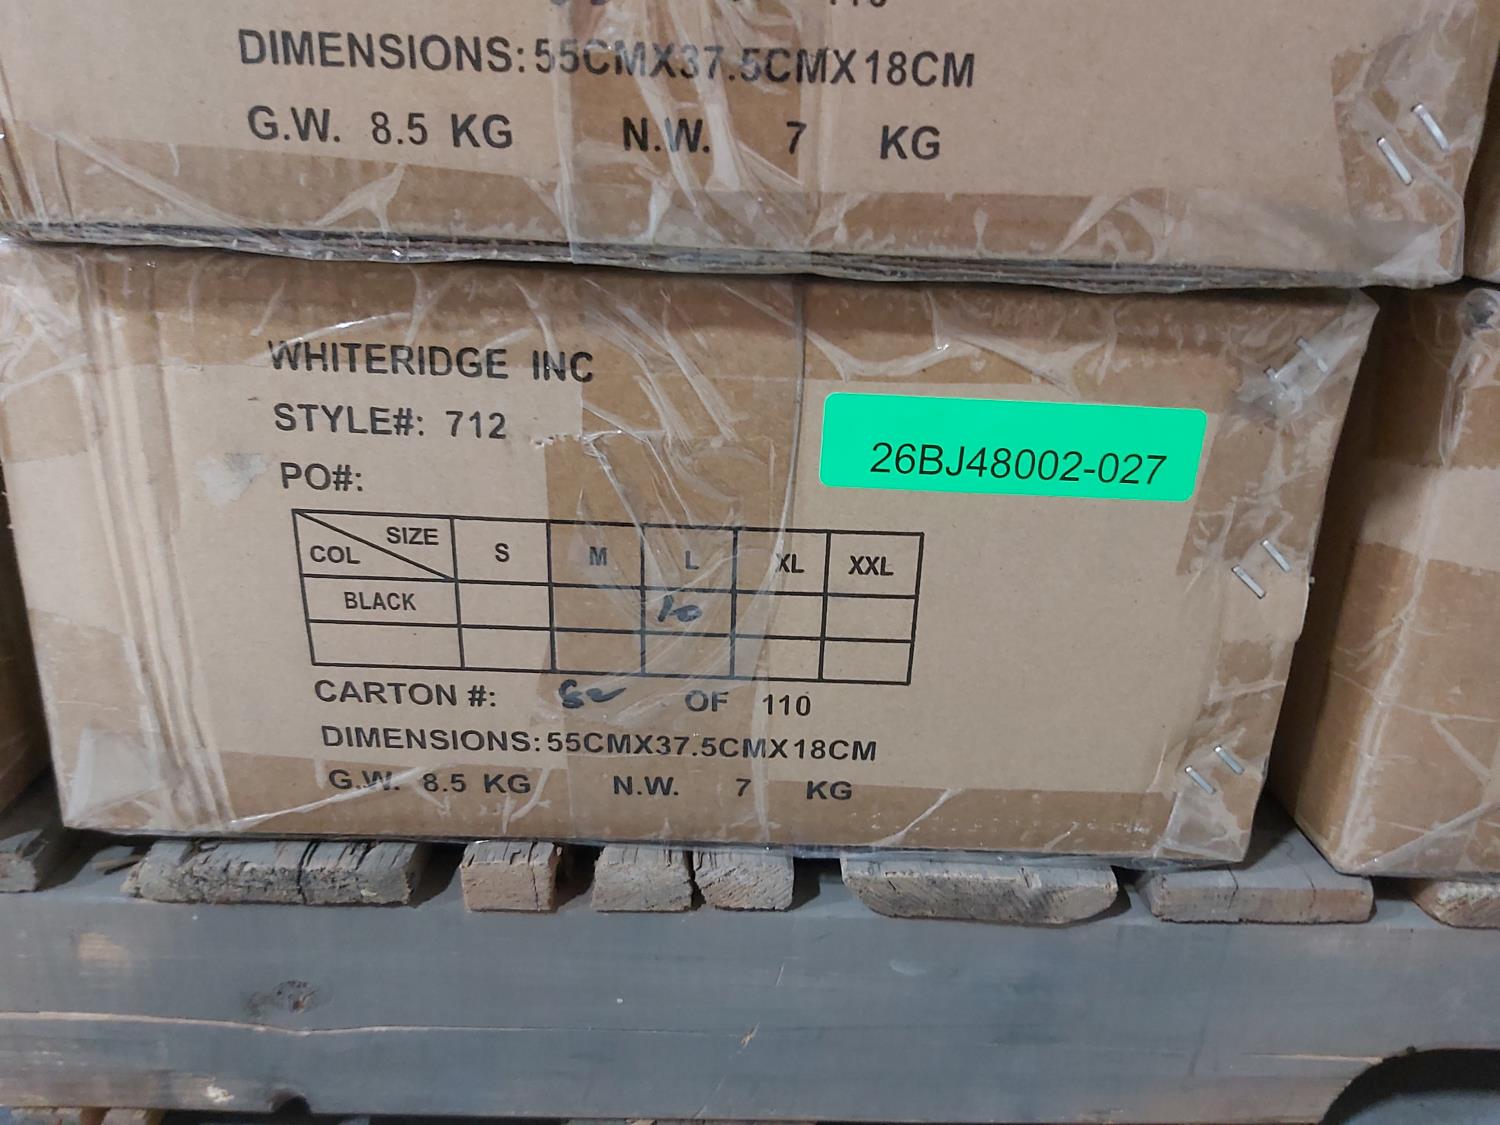 DIMENSIONS: 55CMX37.5CMX18CM
G.W. 8.5 KG N.W. 7 KG
WHITERIDGE INC
STYLE#: 712
26BJ48002-027
PO#:
SIZE
COL S M L XL XXL
BLACK 10
CARTON #: OF 110
DIMENSIONS: 55CMX37.5CMX18CM
G.W. 8.5 KG N.W. 7 KG